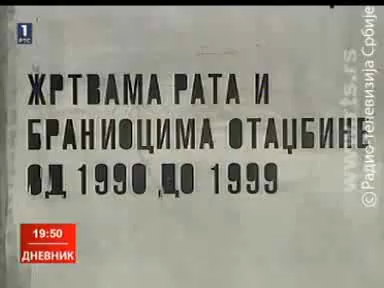 1
РТС
ЖРТВАМА РАТА И
БРАНИОЦИМА ОТАЏБИНЕ
ОД 1990 ДО 1999
19:50
ДНЕВНИК
www.rts.rs
© Радио-телевизија Србије